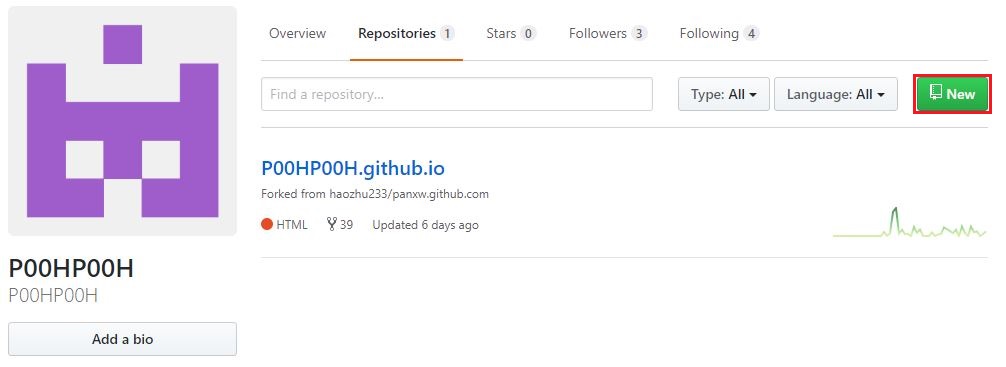 Overview Repositories 1 Stars 0 Followers 3 Following 4
Find a repository... Type: All Language: All New
P00HP00H.github.io
Forked from haozhu233/panxw.github.com
HTML 39 Updated 6 days ago
P00HP00H
P00HP00H
Add a bio